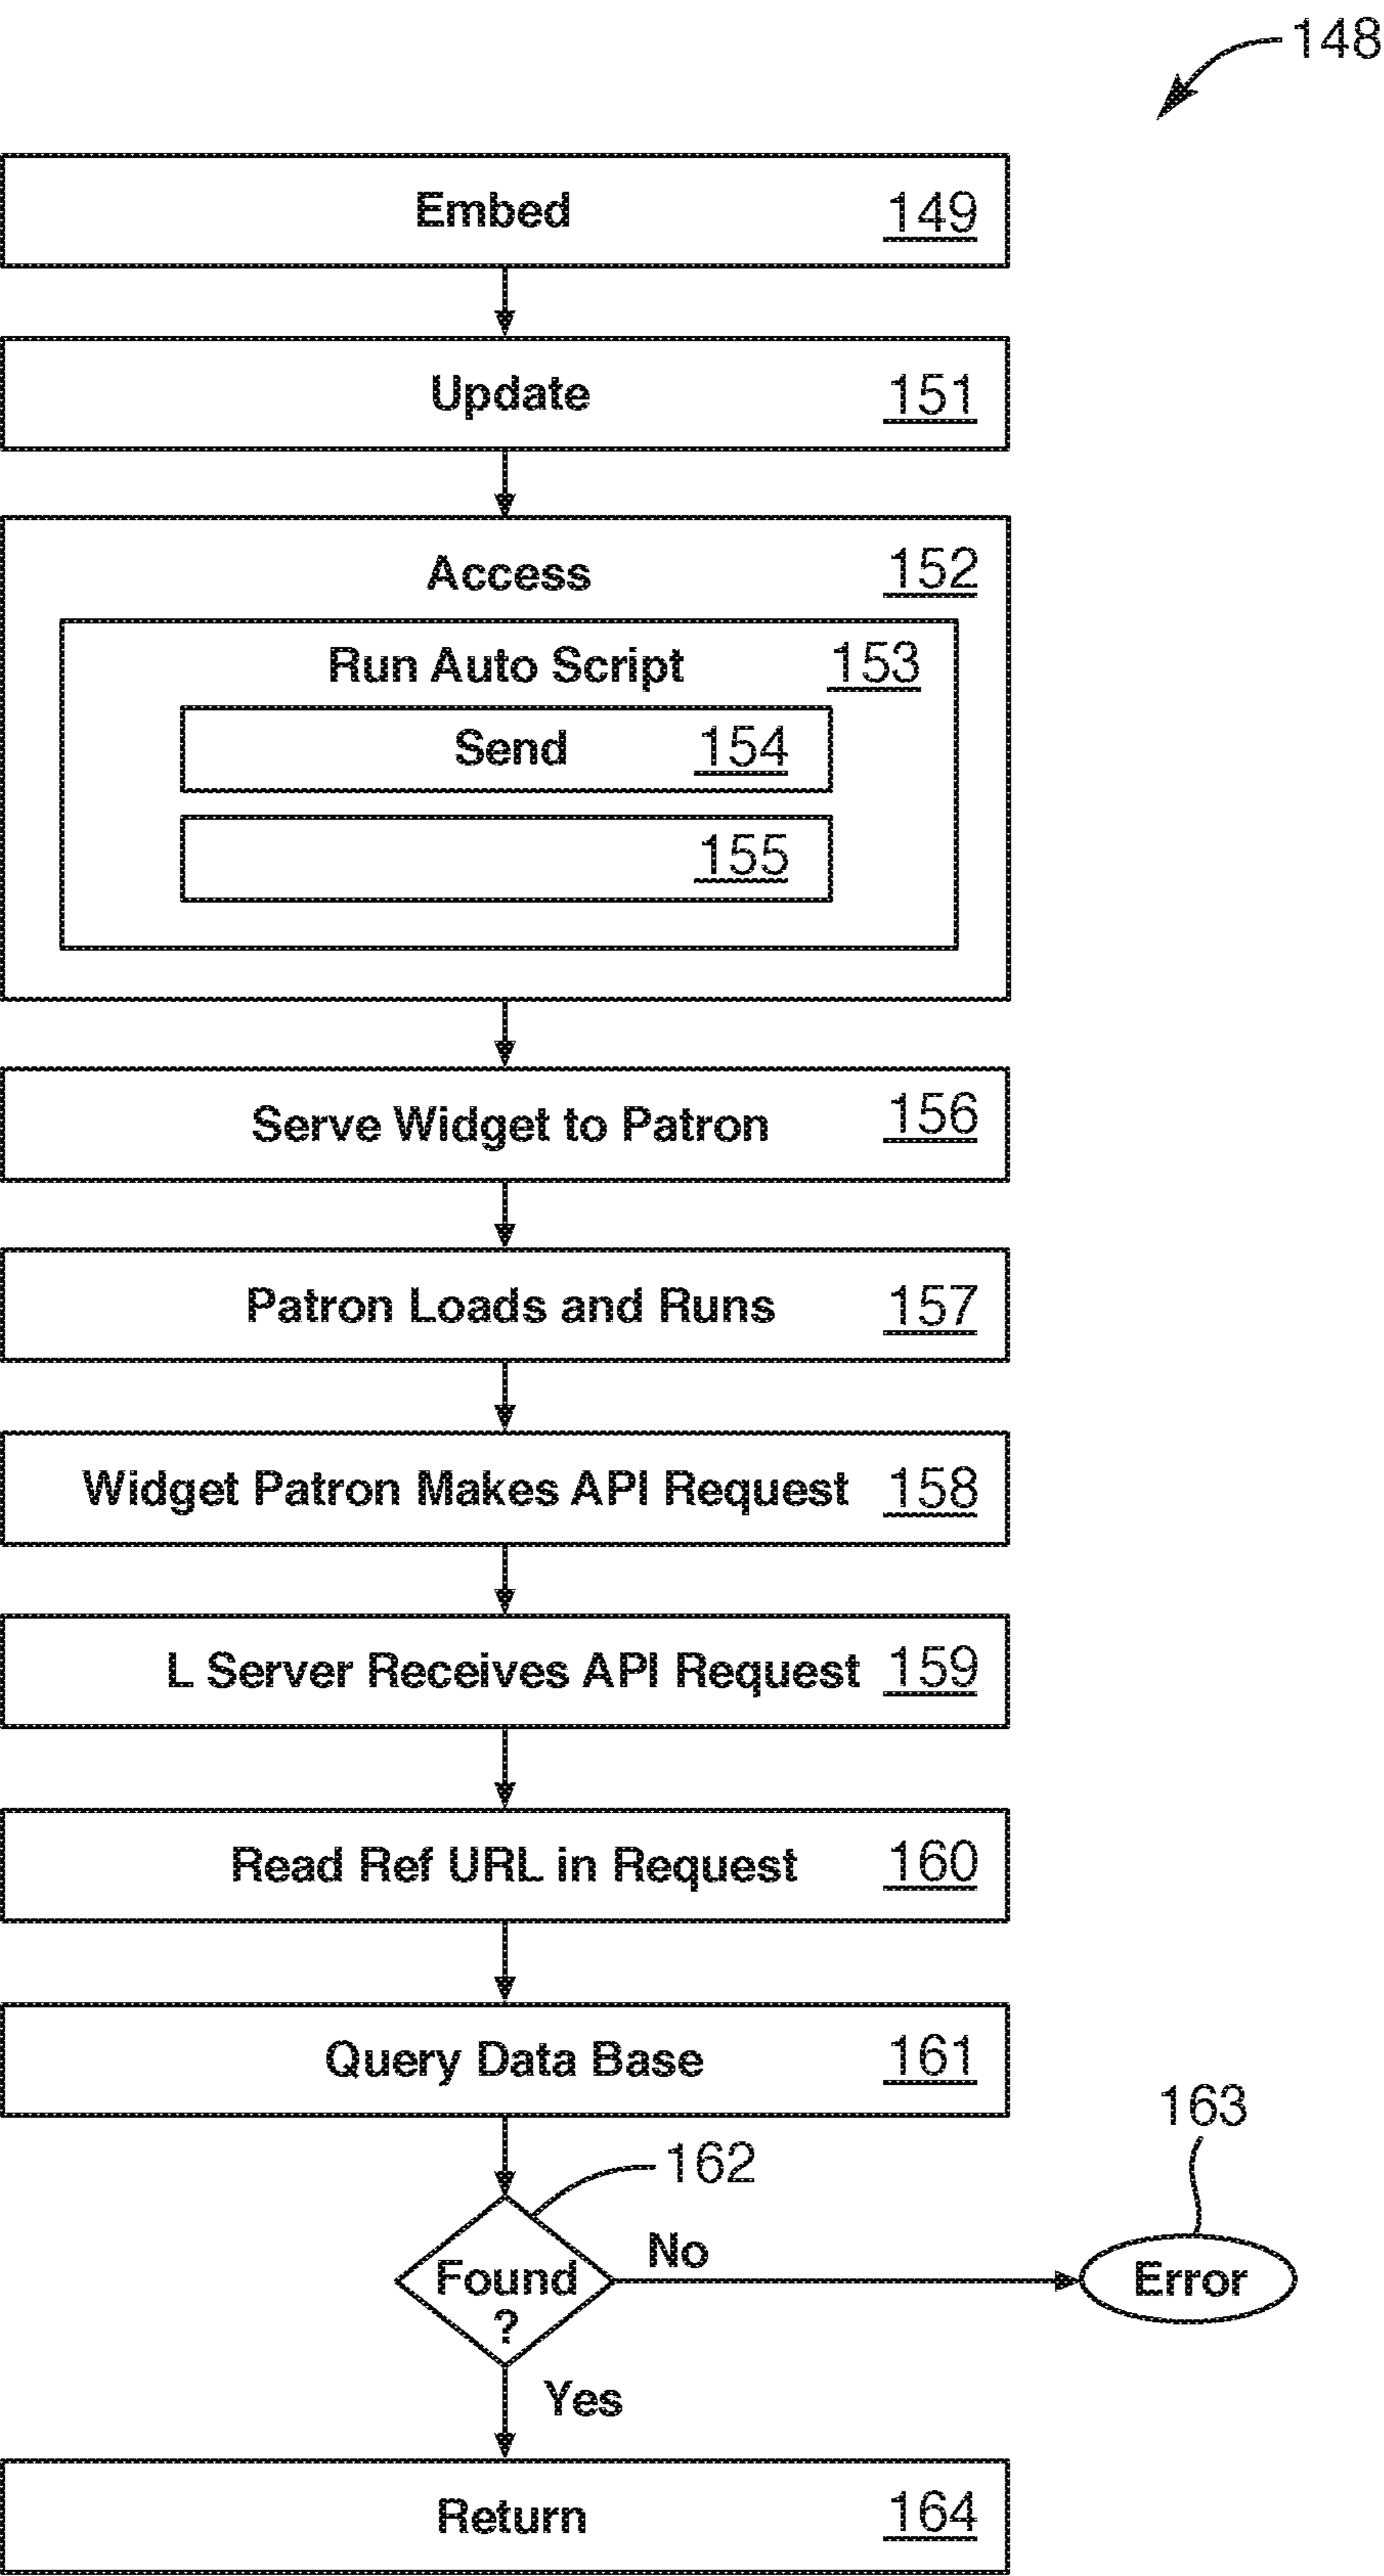 148
Embed 149
Update 151
Access 152
Run Auto Script 153
Send 154
155
Serve Widget to Patron 156
Patron Loads and Runs 157
Widget Patron Makes API Request 158
L Server Receives API Request 159
Read Ref URL in Request 160
Query Data Base 161
163
162
No
Found
?
Error
Yes
Return 164